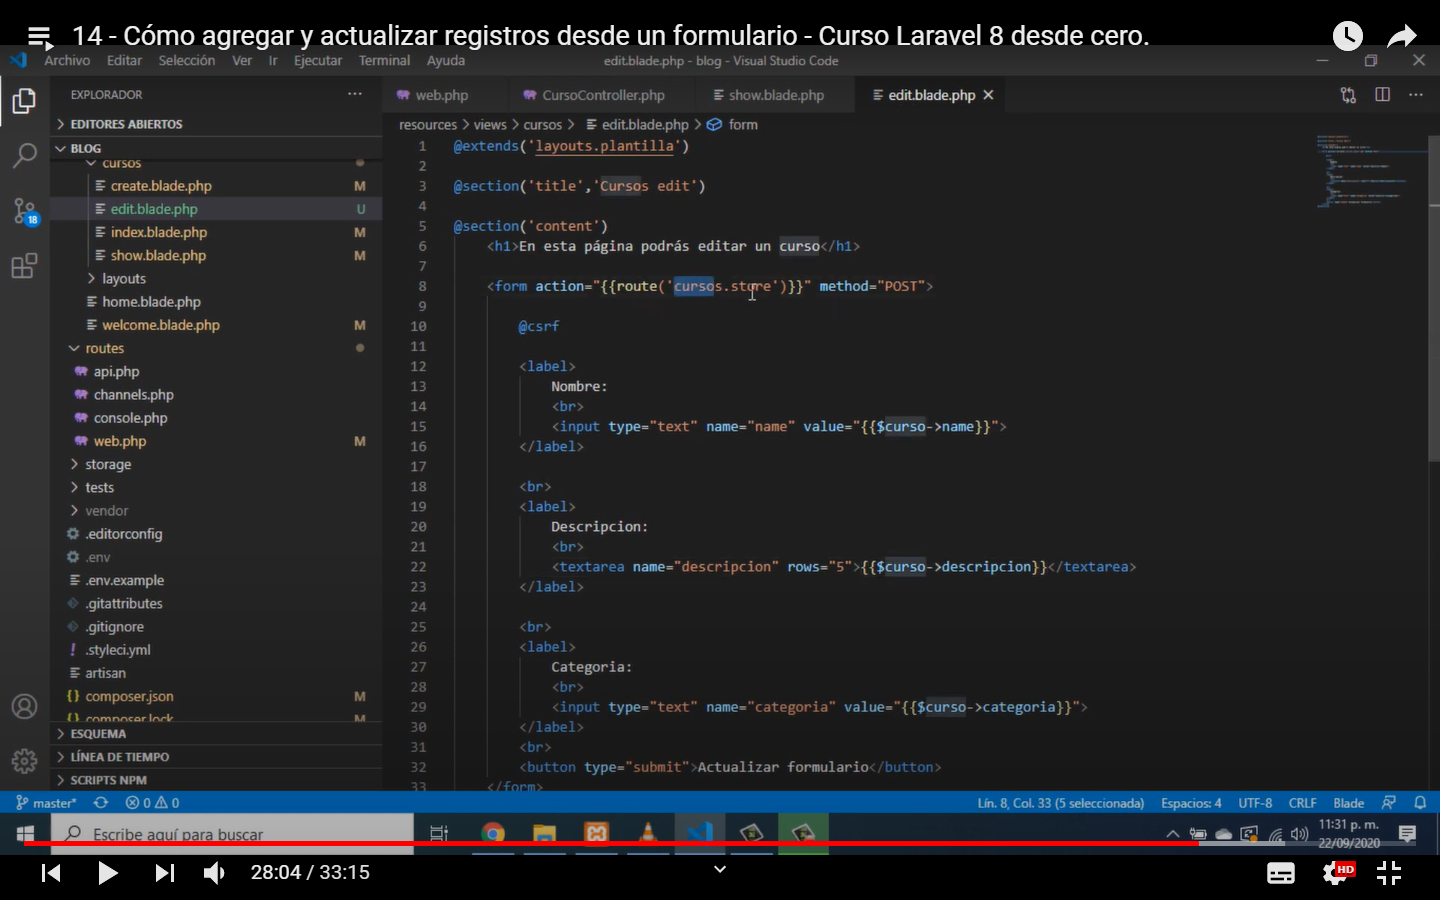 14 - Cómo agregar y actualizar registros desde un formulario - Curso Laravel 8 desde cero.
Archivo Editar Selección Ver Ir Ejecutar Terminal Ayuda
edit.blade.php - blog - Visual Studio Code
EXPLORADOR
web.php CursoController.php show.blade.php edit.blade.php
EDITORES ABIERTOS
resources > views > cursos > edit.blade.php > form
BLOG
cursos
create.blade.php M
edit.blade.php U
index.blade.php M
show.blade.php M
layouts
home.blade.php
welcome.blade.php M
routes
api.php
channels.php
console.php
web.php M
storage
tests
vendor
.editorconfig
.env
.env.example
.gitattributes
.gitignore
.styleci.yml
artisan
composer.json M
composer.lock M
ESQUEMA
LÍNEA DE TIEMPO
SCRIPTS NPM
18
1 @extends('layouts.plantilla')
2
3 @section('title','Cursos edit')
4
5 @section('content')
6 <h1>En esta página podrás editar un curso</h1>
7
8 <form action="{{route('cursos.store')}}" method="POST">
9
10 @csrf
11
12 <label>
13 Nombre:
14 <br>
15 <input type="text" name="name" value="{{$curso->name}}">
16 </label>
17
18 <br>
19 <label>
20 Descripcion:
21 <br>
22 <textarea name="descripcion" rows="5">{{$curso->descripcion}}</textarea>
23 </label>
24
25 <br>
26 <label>
27 Categoria:
28 <br>
29 <input type="text" name="categoria" value="{{$curso->categoria}}">
30 </label>
31 <br>
32 <button type="submit">Actualizar formulario</button>
33 </form>
master* 0 0 Lín. 8, Col. 33 (5 seleccionada) Espacios: 4 UTF-8 CRLF Blade
Escribe aquí para buscar
11:31 p. m.
22/09/2020
28:04 / 33:15
HD